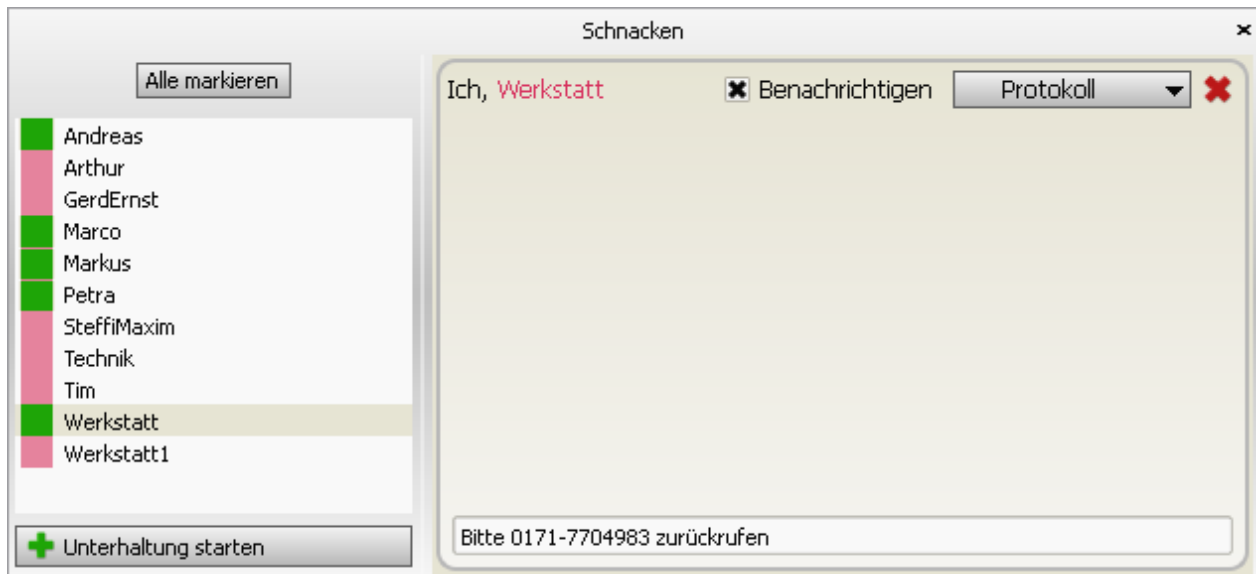 Schnacken
Alle markieren
Andreas
Arthur
GerdErnst
Marco
Markus
Petra
SteffiMaxim
Technik
Tim
Werkstatt
Werkstatt1
Unterhaltung starten
Ich, Werkstatt Benachrichtigen Protokoll
Bitte 0171-7704983 zurückrufen